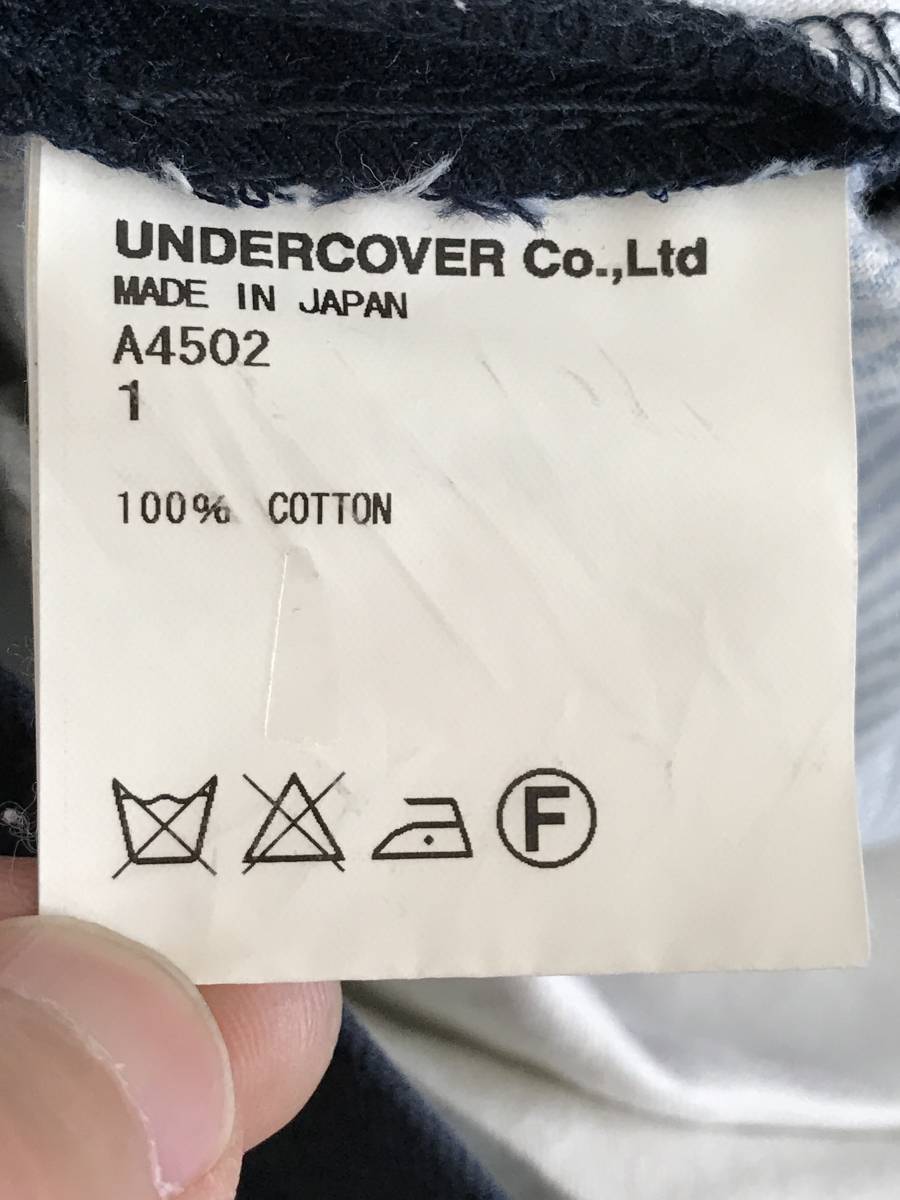 UNDERCOVER Co.,Ltd
MADE IN JAPAN
A4502
1
100% COTTON
F